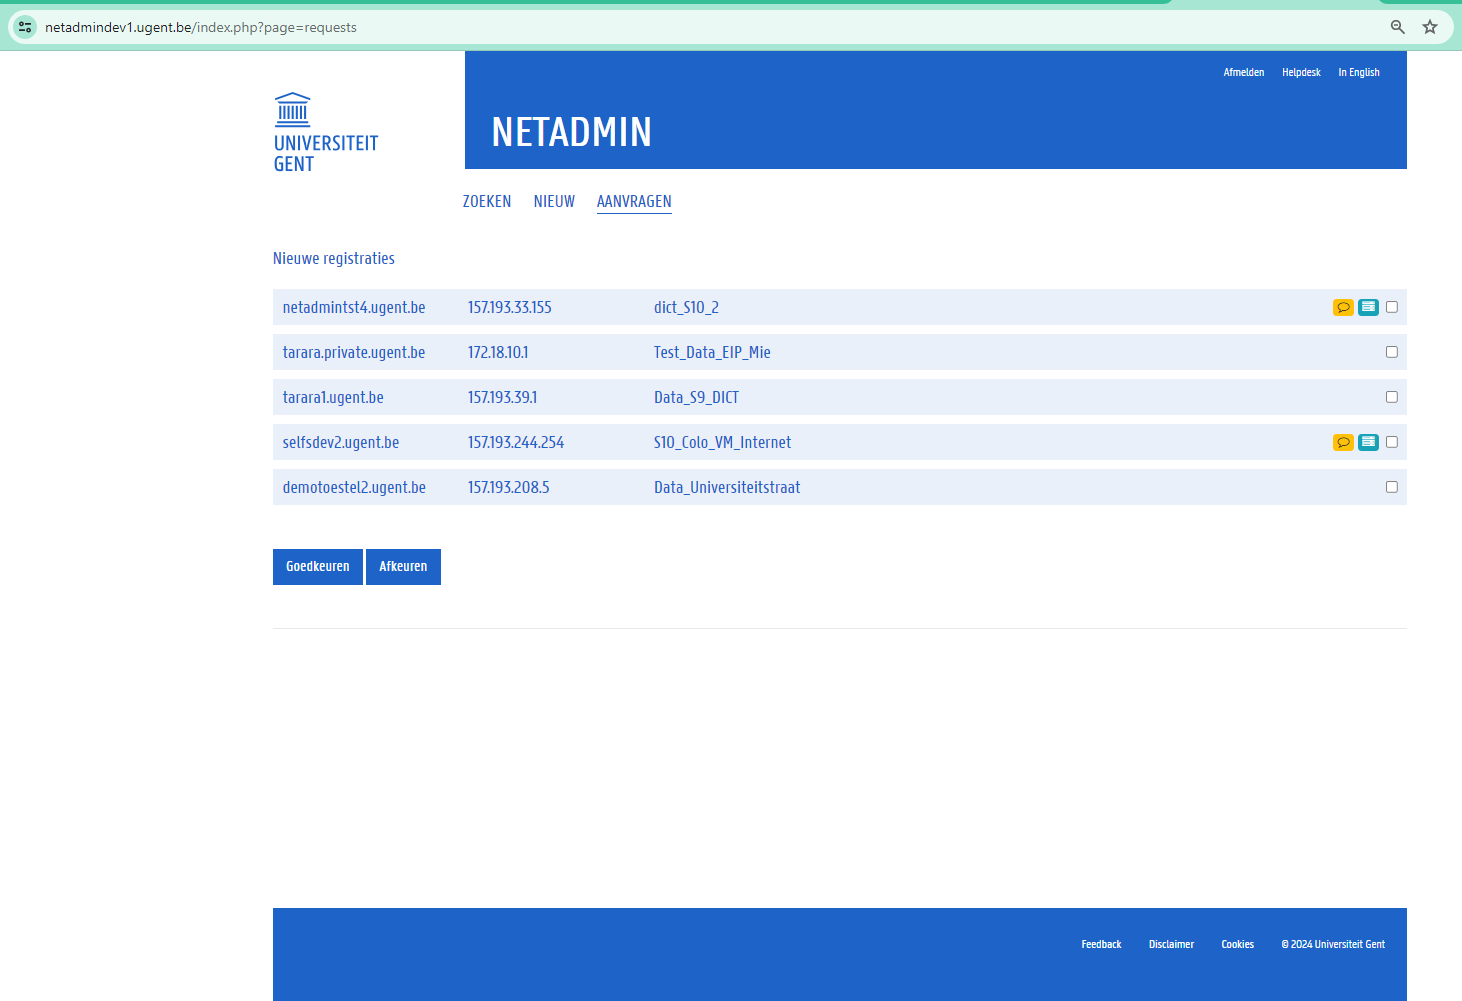 netadmindev1.ugent.be/index.php?page=requests
Afmelden Helpdesk In English
NETADMIN
UNIVERSITEIT
GENT
ZOEKEN NIEUW AANVRAGEN
Nieuwe registraties
netadmintst4.ugent.be 157.193.33.155 dict_S10_2
tarara.private.ugent.be 172.18.10.1 Test_Data_EIP_Mie
tarara1.ugent.be 157.193.39.1 Data_S9_DICT
selfsdev2.ugent.be 157.193.244.254 S10_Colo_VM_Internet
demotoestel2.ugent.be 157.193.208.5 Data_Universiteitstraat
Goedkeuren Afkeuren
Feedback Disclaimer Cookies © 2024 Universiteit Gent